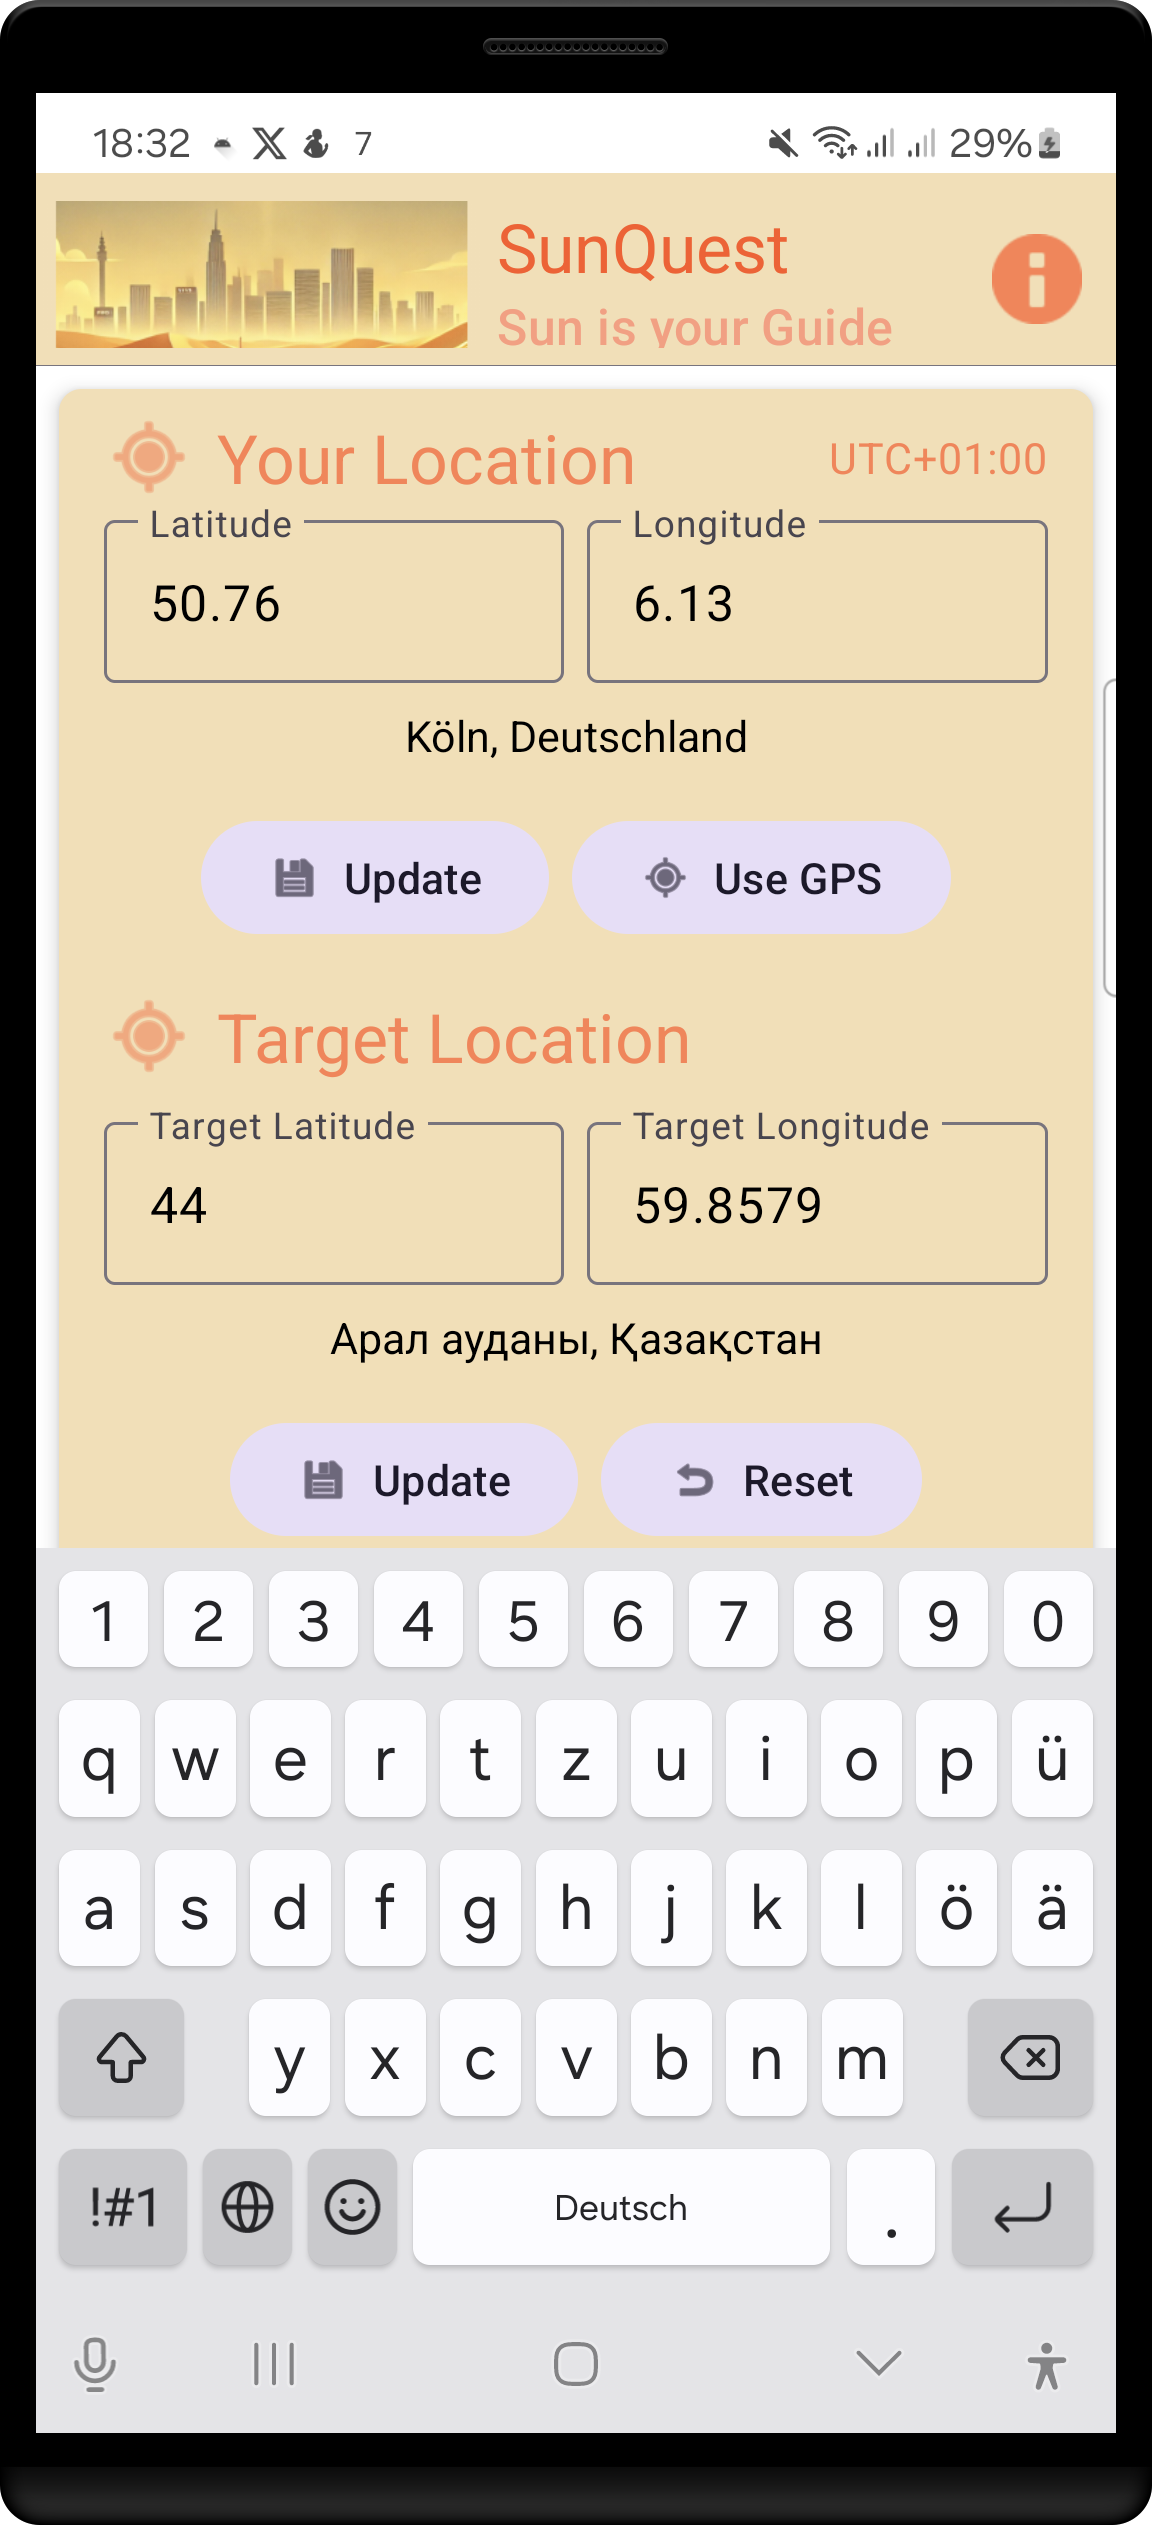 18:32 7 29%
SunQuest
Sun is your Guide
Your Location UTC+01:00
Latitude Longitude
50.76 6.13
Köln, Deutschland
Update Use GPS
Target Location
Target Latitude Target Longitude
44 59.8579
Арал ауданы, Қазақстан
Update Reset
1 2 3 4 5 6 7 8 9 0
q w e r t z u i o p ü
a s d f g h j k l ö ä
y x c v b n m
!#1 Deutsch .